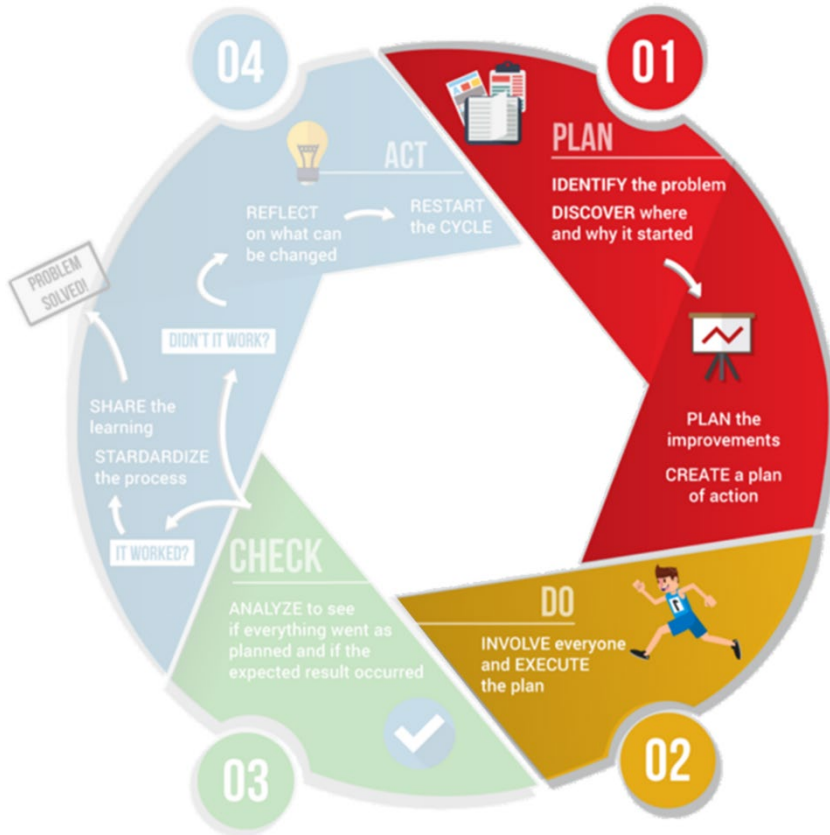 01
PLAN
IDENTIFY the problem
DISCOVER where
and why it started
PLAN the
improvements
CREATE a plan
of action
02
DO
INVOLVE everyone
and EXECUTE
the plan
03
CHECK
ANALYZE to see
if everything went as
planned and if the
expected result occurred
04
ACT
IT WORKED?
STARDARDIZE
the process
SHARE the
learning
PROBLEM
SOLVED!
DIDN'T IT WORK?
REFLECT
on what can
be changed
RESTART
the CYCLE